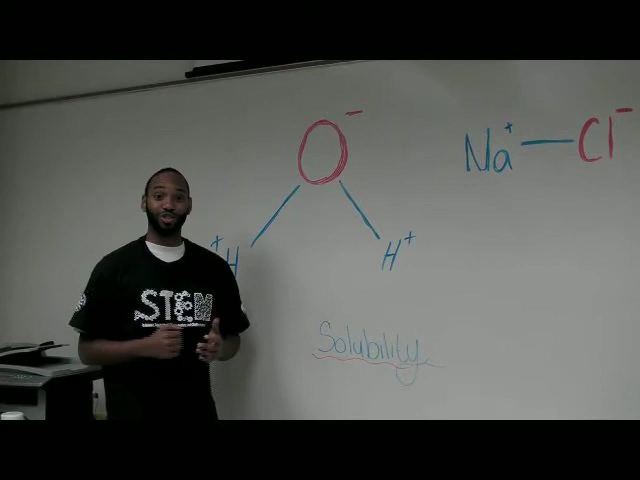 O⁻
Na⁺ — Cl⁻
⁺H
H⁺
STEM
Solubility